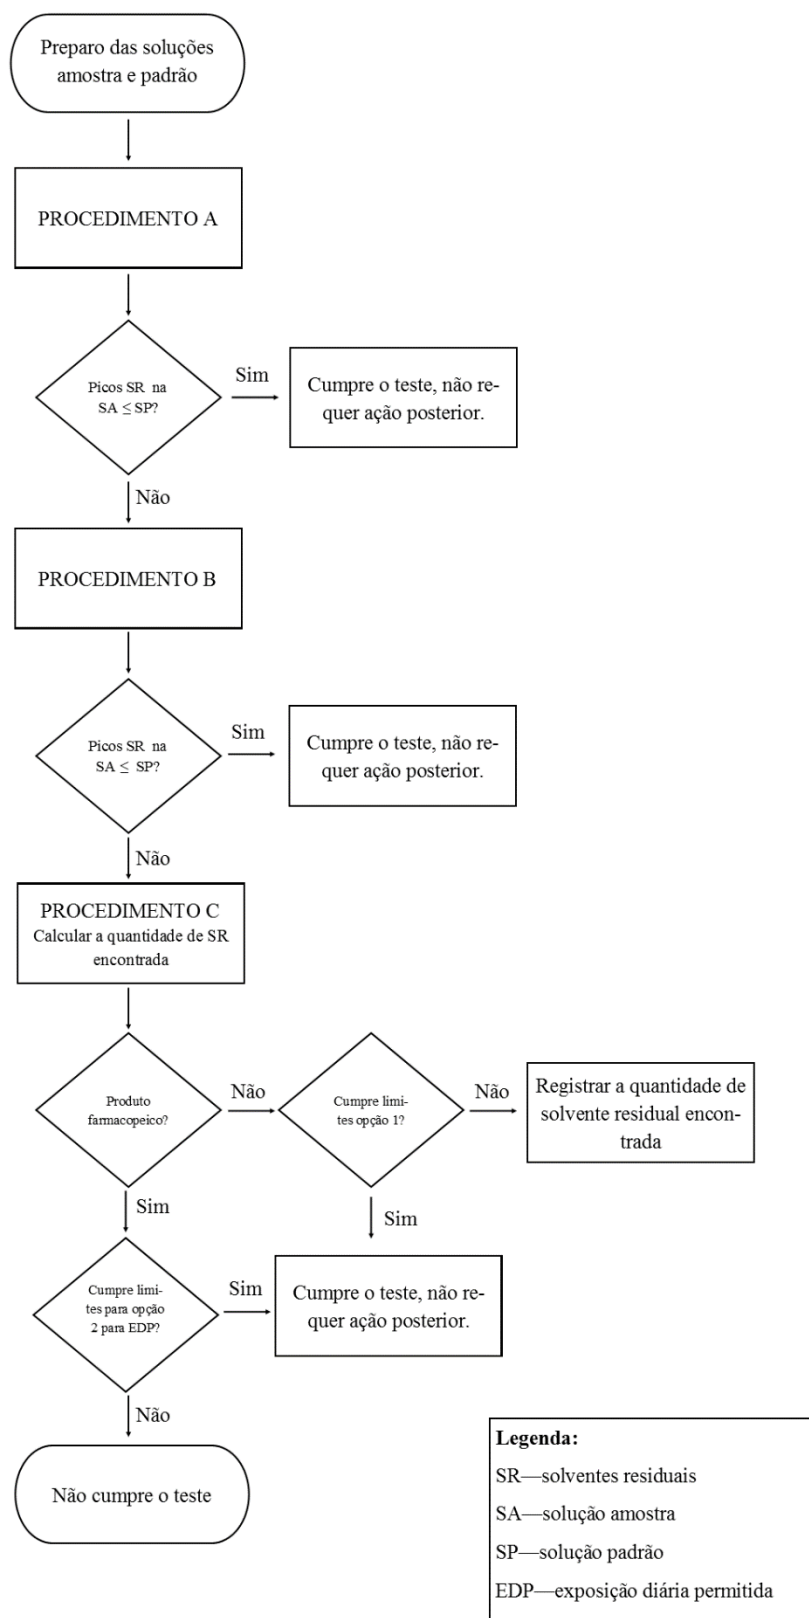 Preparo das soluções
amostra e padrão
PROCEDIMENTO A
Picos SR na
SA ≤ SP?
Sim
Cumpre o teste, não re-
quer ação posterior.
Não
PROCEDIMENTO B
Picos SR na
SA ≤ SP?
Sim
Cumpre o teste, não re-
quer ação posterior.
Não
PROCEDIMENTO C
Calcular a quantidade de SR
encontrada
Produto
farmacopeico?
Não
Cumpre limi-
tes opção 1?
Não
Registrar a quantidade de
solvente residual encon-
trada
Sim
Sim
Cumpre limi-
tes para opção
2 para EDP?
Sim
Cumpre o teste, não re-
quer ação posterior.
Não
Não cumpre o teste
Legenda:
SR—solventes residuais
SA—solução amostra
SP—solução padrão
EDP—exposição diária permitida